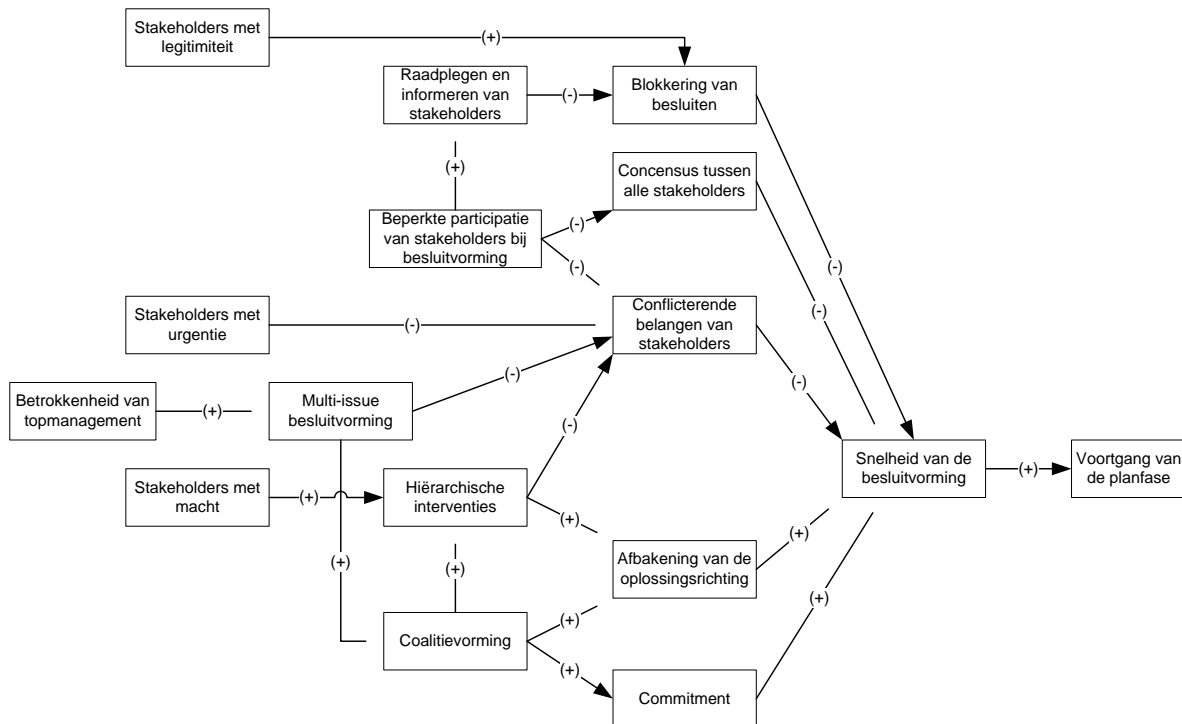 Stakeholders met
legitimiteit
(+)
Raadplegen en
informeren van
stakeholders
(-)
Blokkering van
besluiten
(+)
Concensus tussen
alle stakeholders
Beperkte participatie
van stakeholders bij
besluitvorming
(-)
(-)
(-)
Stakeholders met
urgentie
(-)
Conflicterende
belangen van
stakeholders
(-)
Betrokkenheid van
topmanagement
(+)
Multi-issue
besluitvorming
(-)
(-)
(-)
Stakeholders met
macht
(+)
Hiërarchische
interventies
Snelheid van de
besluitvorming
(+)
Voortgang van
de planfase
(+)
(+)
(+)
(+)
Afbakening van de
oplossingsrichting
(+)
Coalitievorming
(+)
(+)
Commitment